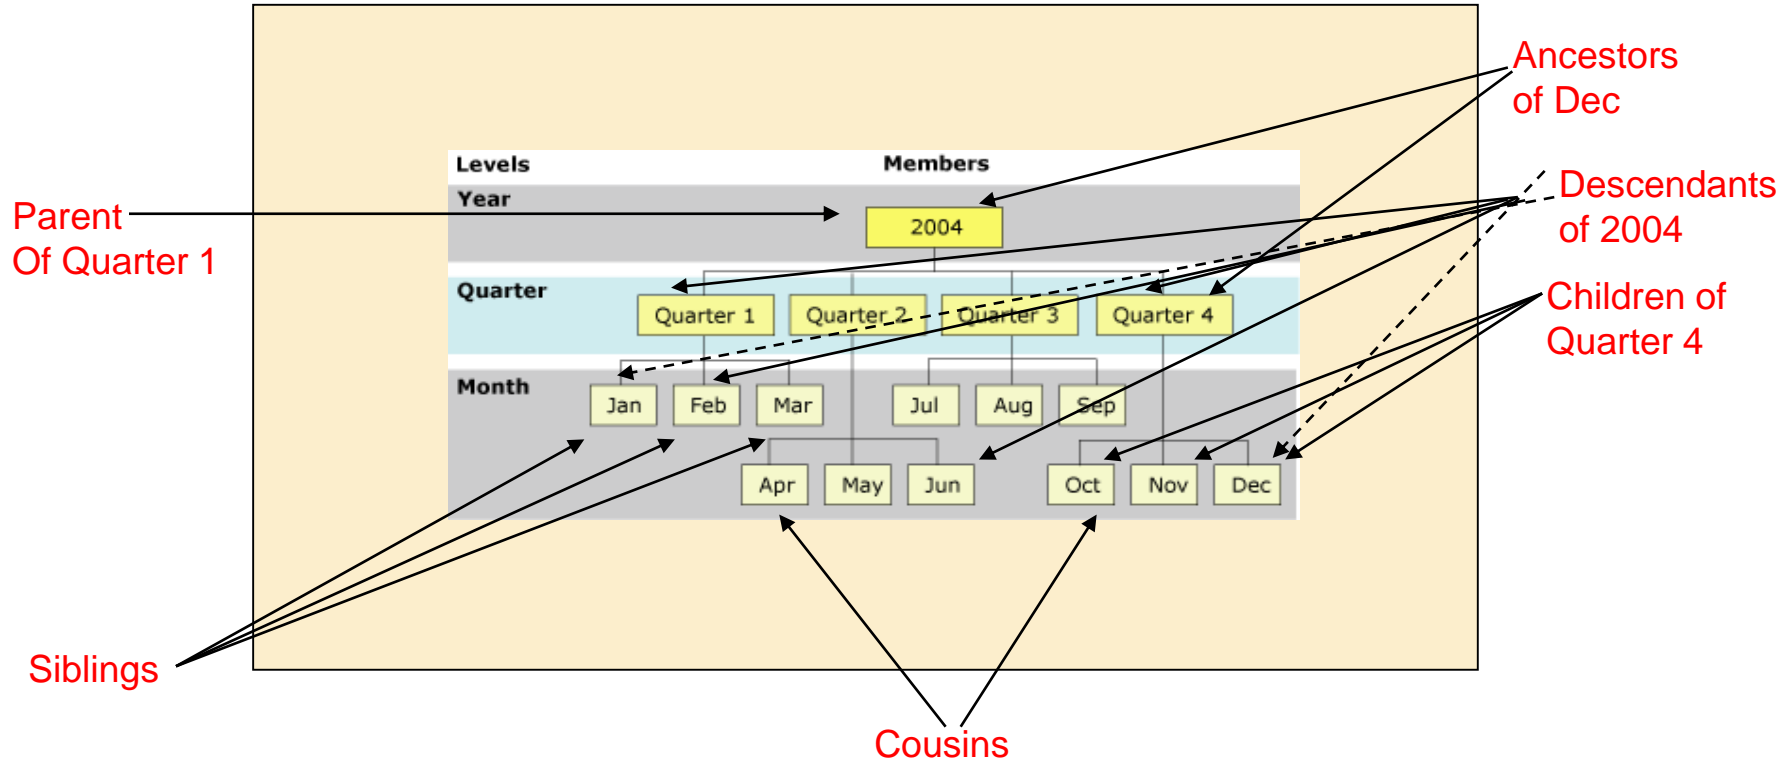 Ancestors
of Dec
Levels Members
Year
Descendants
of 2004
Parent
Of Quarter 1
2004
Quarter
Children of
Quarter 4
Quarter 1 Quarter 2 Quarter 3 Quarter 4
Month
Jan Feb Mar Jul Aug Sep
Apr May Jun Oct Nov Dec
Siblings
Cousins